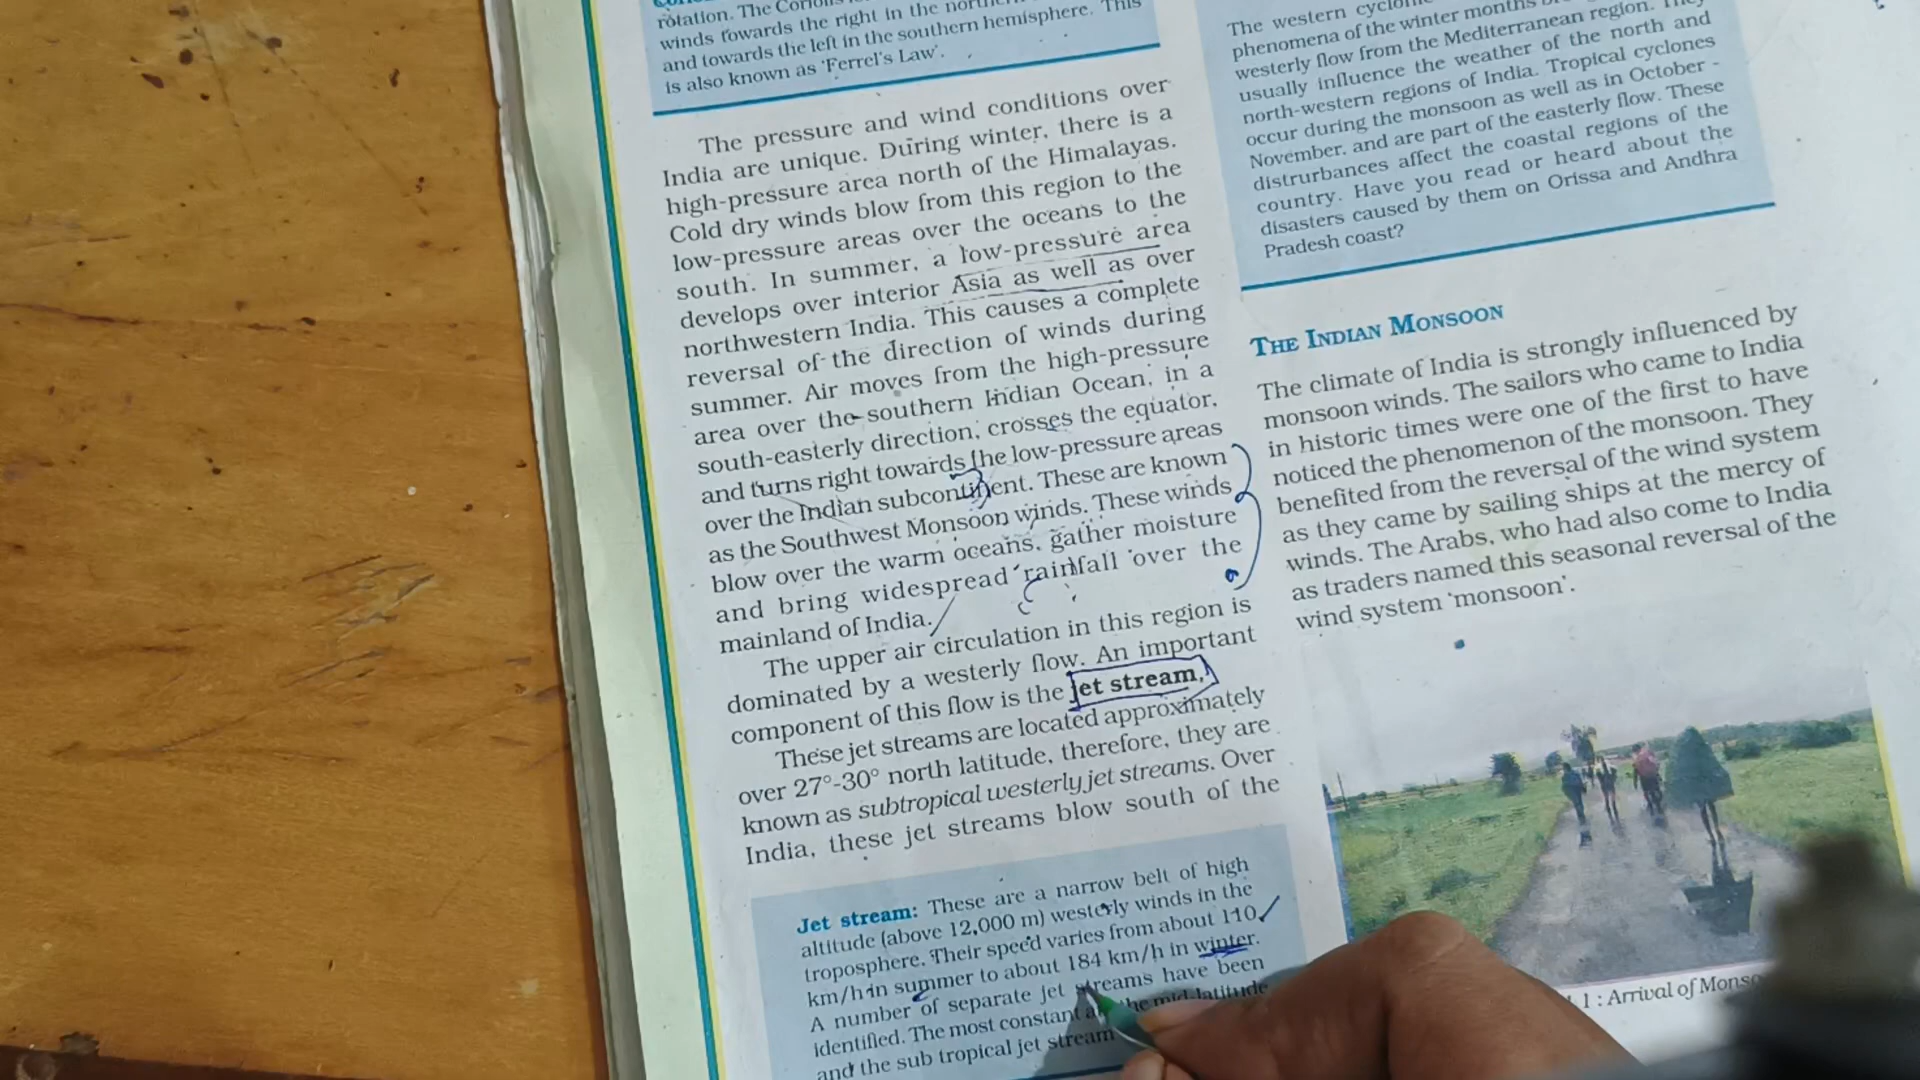 rotation. The Coriolis
winds towards the right in the northern
and towards the left in the southern hemisphere. This
is also known as 'Ferrel's Law'.
The pressure and wind conditions over
India are unique. During winter, there is a
high-pressure area north of the Himalayas.
Cold dry winds blow from this region to the
low-pressure areas over the oceans to the
south. In summer, a low-pressure area
develops over interior Asia as well as over
northwestern India. This causes a complete
reversal of the direction of winds during
summer. Air moves from the high-pressure
area over the southern Indian Ocean, in a
south-easterly direction, crosses the equator,
and turns right towards the low-pressure areas
over the Indian subcontinent. These are known
as the Southwest Monsoon winds. These winds
blow over the warm oceans, gather moisture
and bring widespread rainfall over the
mainland of India.
The upper air circulation in this region is
dominated by a westerly flow. An important
component of this flow is the jet stream.
These jet streams are located approximately
over 27°-30° north latitude, therefore, they are
known as subtropical westerly jet streams. Over
India, these jet streams blow south of the
Jet stream: These are a narrow belt of high
altitude (above 12,000 m) westerly winds in the
troposphere. Their speed varies from about 110
km/h in summer to about 184 km/h in winter.
A number of separate jet streams have been
identified. The most constant the mid latitude
and the sub tropical jet stream
The western
phenomena of the winter months
westerly flow from the Mediterranean region. They
usually influence the weather of the north and
north-western regions of India. Tropical cyclones
occur during the monsoon as well as in October -
November, and are part of the easterly flow. These
distrurbances affect the coastal regions of the
country. Have you read or heard about the
disasters caused by them on Orissa and Andhra
Pradesh coast?
THE INDIAN MONSOON
The climate of India is strongly influenced by
monsoon winds. The sailors who came to India
in historic times were one of the first to have
noticed the phenomenon of the monsoon. They
benefited from the reversal of the wind system
as they came by sailing ships at the mercy of
winds. The Arabs, who had also come to India
as traders named this seasonal reversal of the
wind system 'monsoon'.
1 : Arrival of